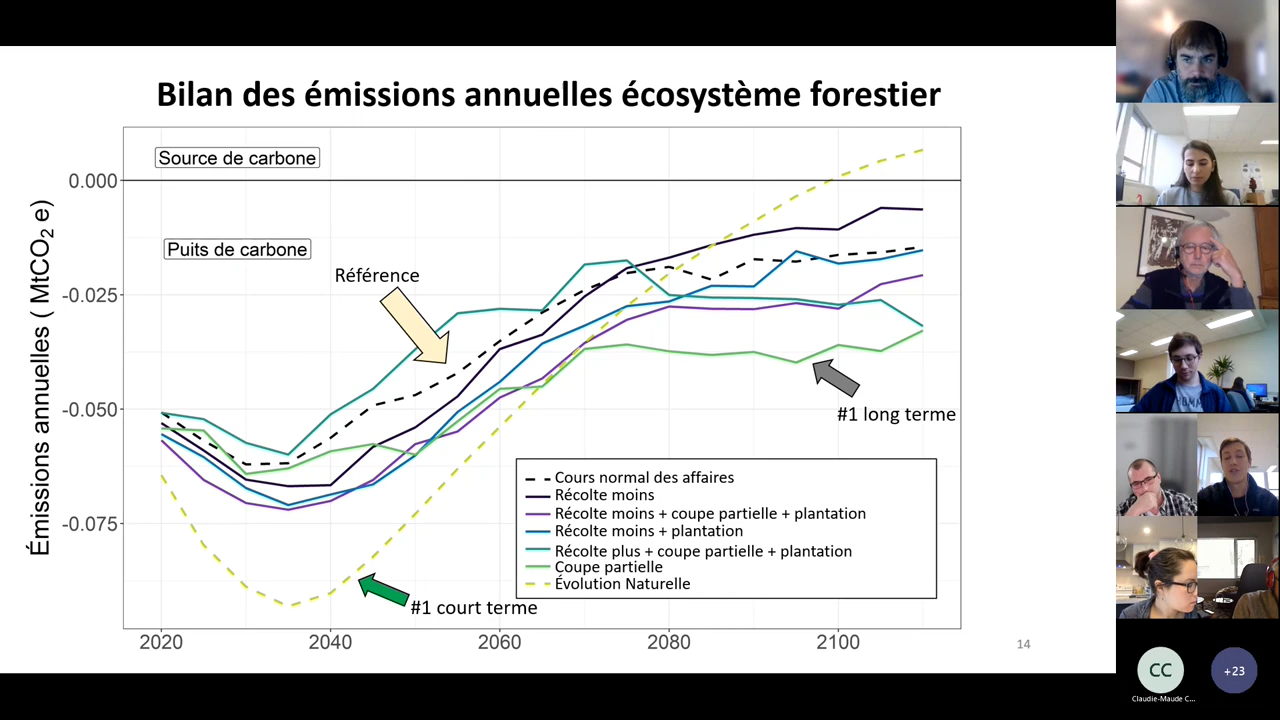 Bilan des émissions annuelles écosystème forestier
Source de carbone
Puits de carbone
Référence
#1 long terme
#1 court terme
Émissions annuelles ( MtCO2 e)
0.000
-0.025
-0.050
-0.075
2020
2040
2060
2080
2100
Cours normal des affaires
Récolte moins
Récolte moins + coupe partielle + plantation
Récolte moins + plantation
Récolte plus + coupe partielle + plantation
Coupe partielle
Évolution Naturelle
14
CC
Claudie-Maude C...
+23